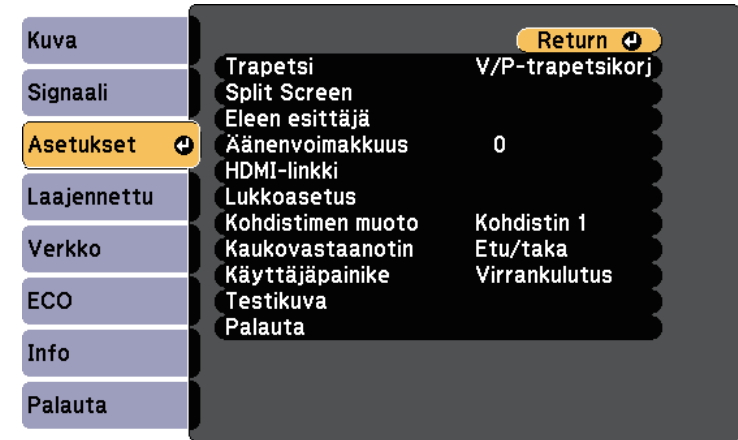 Kuva
Signaali
Asetukset
Laajennettu
Verkko
ECO
Info
Palauta
Return
Trapetsi V/P-trapetsikorj
Split Screen
Eleen esittäjä
Äänenvoimakkuus 0
HDMI-linkki
Lukkoasetus
Kohdistimen muoto Kohdistin 1
Kaukovastaanotin Etu/taka
Käyttäjäpainike Virrankulutus
Testikuva
Palauta